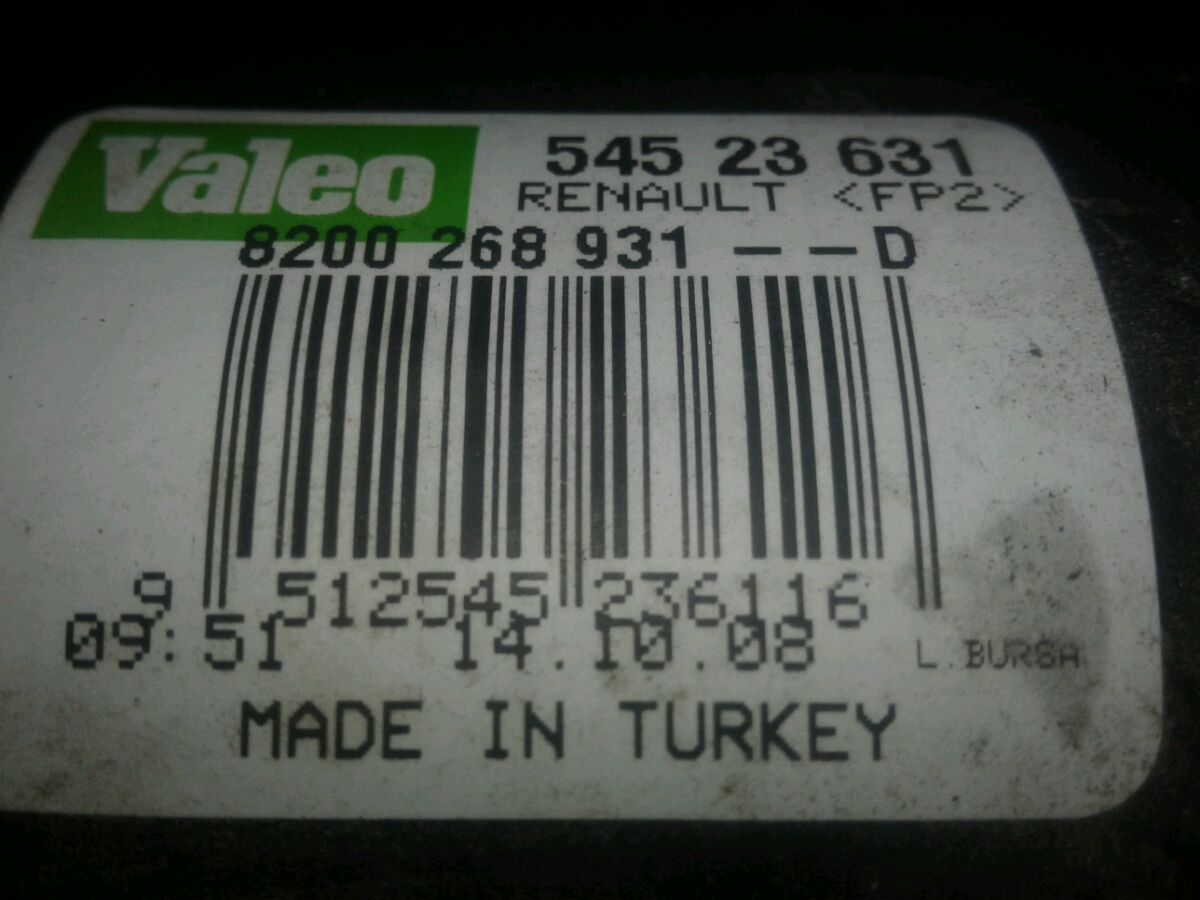 Valeo
545 23 631
RENAULT <FP2>
8200 268 931 -- D
9 512545 236116
09:51 14.10.08 L.BURSA
MADE IN TURKEY